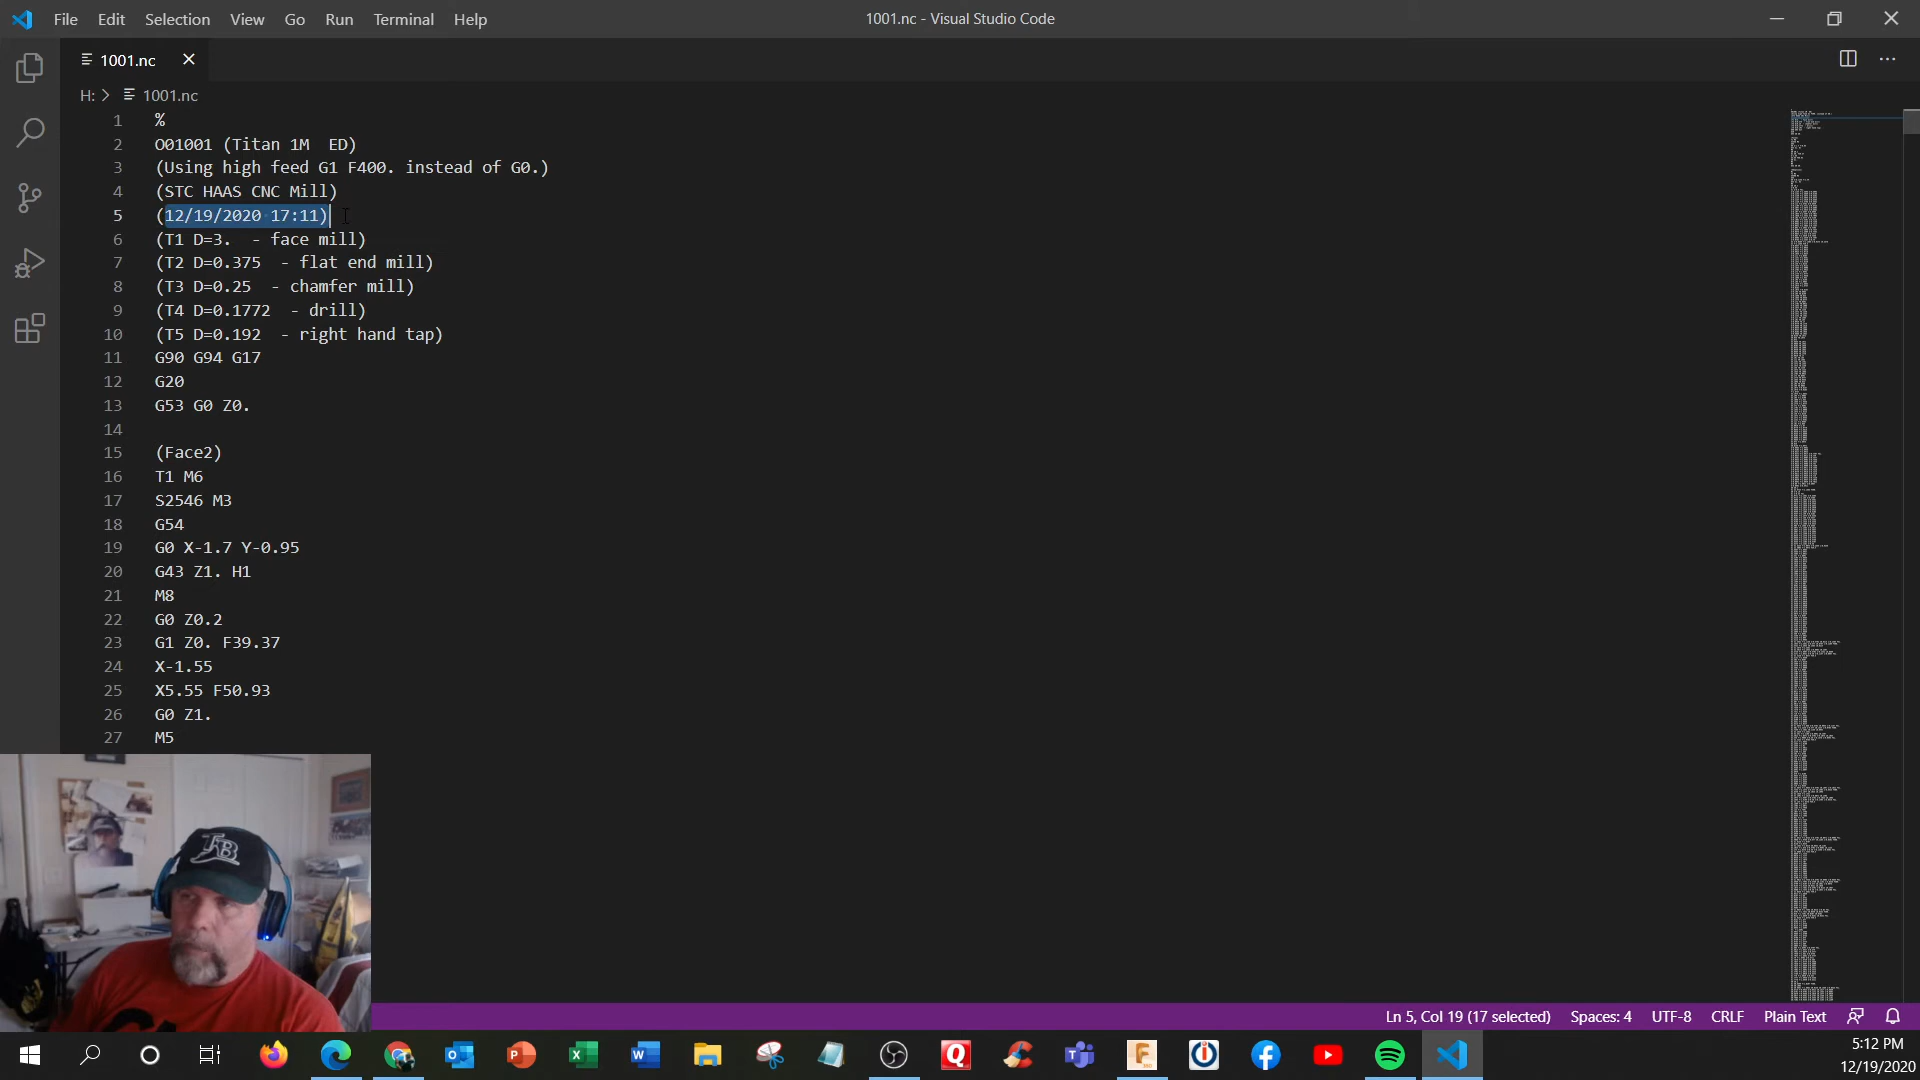 File Edit Selection View Go Run Terminal Help
1001.nc - Visual Studio Code
1001.nc
H: > 1001.nc
1 %
2 O01001 (Titan 1M  ED)
3 (Using high feed G1 F400. instead of G0.)
4 (STC HAAS CNC Mill)
5 (12/19/2020 17:11)
6 (T1 D=3.  - face mill)
7 (T2 D=0.375  - flat end mill)
8 (T3 D=0.25  - chamfer mill)
9 (T4 D=0.1772  - drill)
10 (T5 D=0.192  - right hand tap)
11 G90 G94 G17
12 G20
13 G53 G0 Z0.
14
15 (Face2)
16 T1 M6
17 S2546 M3
18 G54
19 G0 X-1.7 Y-0.95
20 G43 Z1. H1
21 M8
22 G0 Z0.2
23 G1 Z0. F39.37
24 X-1.55
25 X5.55 F50.93
26 G0 Z1.
27 M5
TB
Ln 5, Col 19 (17 selected) Spaces: 4 UTF-8 CRLF Plain Text
5:12 PM
12/19/2020